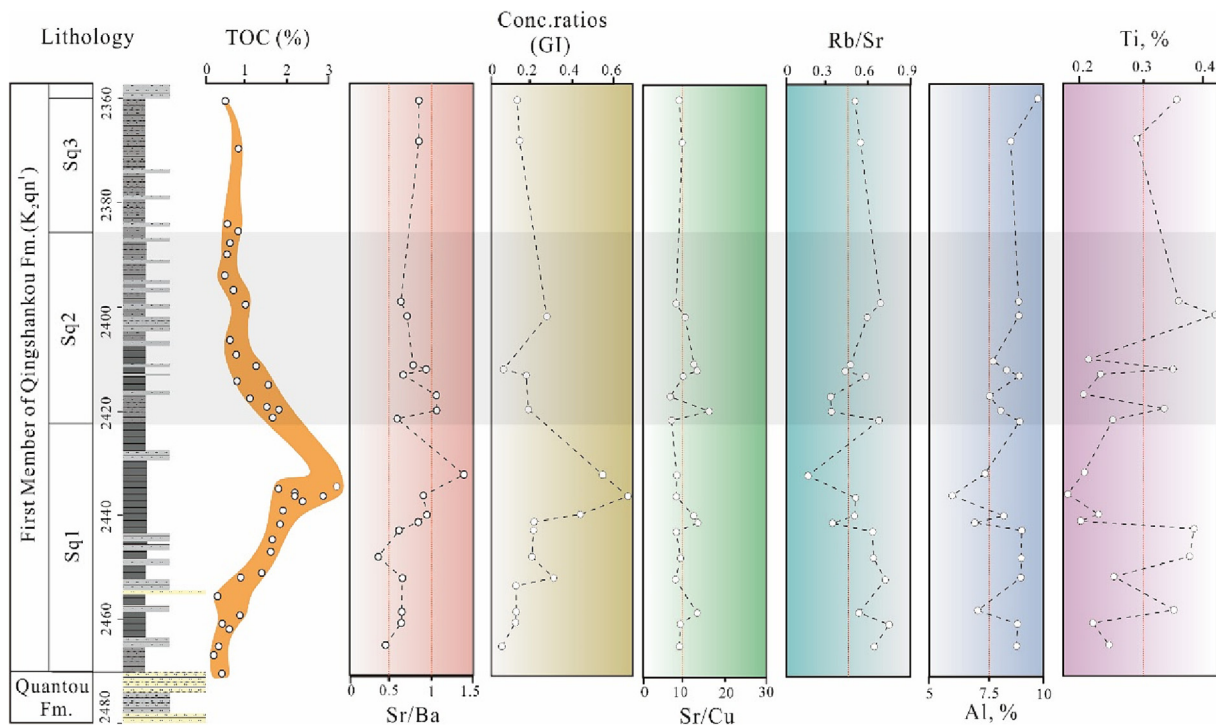 Lithology
TOC (%)
0 1 2 3
Conc.ratios
(GI)
0 0.2 0.4 0.6
Rb/Sr
0 0.3 0.6 0.9
Ti, %
0.2 0.3 0.4
First Member of Qingshankou Fm.(K₂qn¹)
Sq3
Sq2
Sq1
Quantou
Fm.
2360
2380
2400
2420
2440
2460
2480
0 0.5 1 1.5
Sr/Ba
0 10 20 30
Sr/Cu
5 7.5 10
Al, %